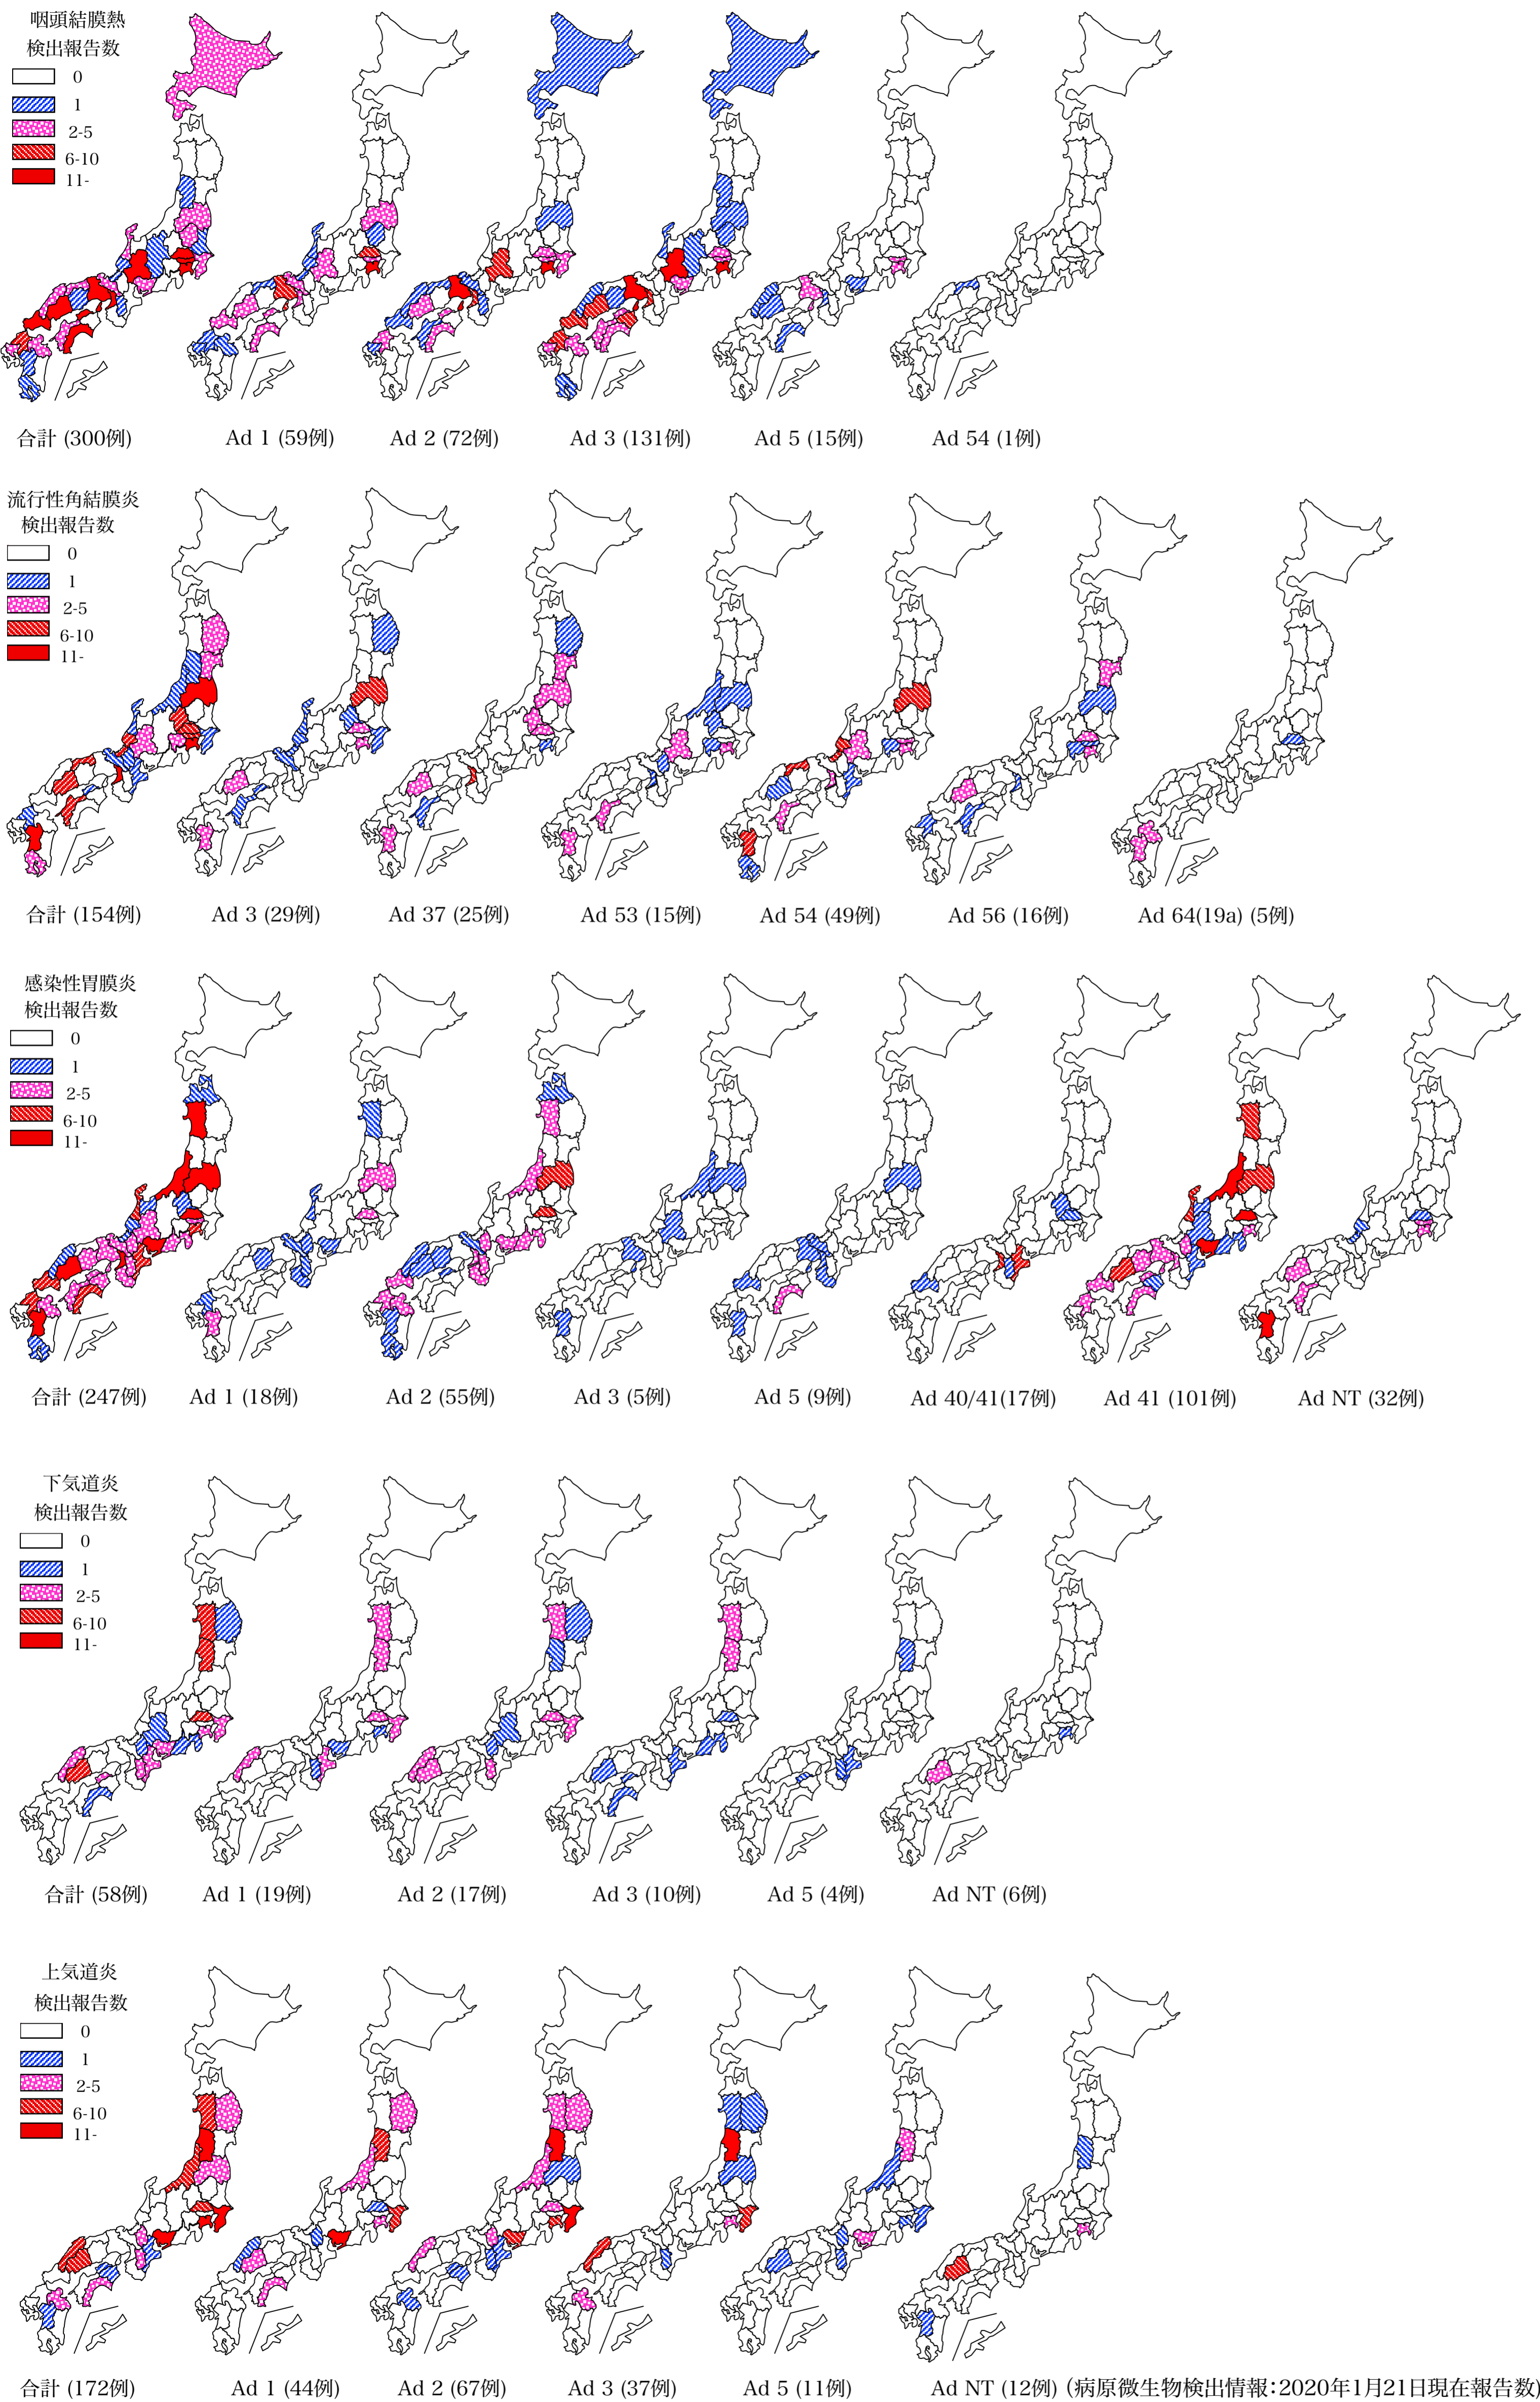 咽頭結膜熱
検出報告数
0
1
2-5
6-10
11-
合計 (300例)
Ad 1 (59例)
Ad 2 (72例)
Ad 3 (131例)
Ad 5 (15例)
Ad 54 (1例)
流行性角結膜炎
検出報告数
0
1
2-5
6-10
11-
合計 (154例)
Ad 3 (29例)
Ad 37 (25例)
Ad 53 (15例)
Ad 54 (49例)
Ad 56 (16例)
Ad 64(19a) (5例)
感染性胃膜炎
検出報告数
0
1
2-5
6-10
11-
合計 (247例)
Ad 1 (18例)
Ad 2 (55例)
Ad 3 (5例)
Ad 5 (9例)
Ad 40/41(17例)
Ad 41 (101例)
Ad NT (32例)
下気道炎
検出報告数
0
1
2-5
6-10
11-
合計 (58例)
Ad 1 (19例)
Ad 2 (17例)
Ad 3 (10例)
Ad 5 (4例)
Ad NT (6例)
上気道炎
検出報告数
0
1
2-5
6-10
11-
合計 (172例)
Ad 1 (44例)
Ad 2 (67例)
Ad 3 (37例)
Ad 5 (11例)
Ad NT (12例)
(病原微生物検出情報：2020年1月21日現在報告数)